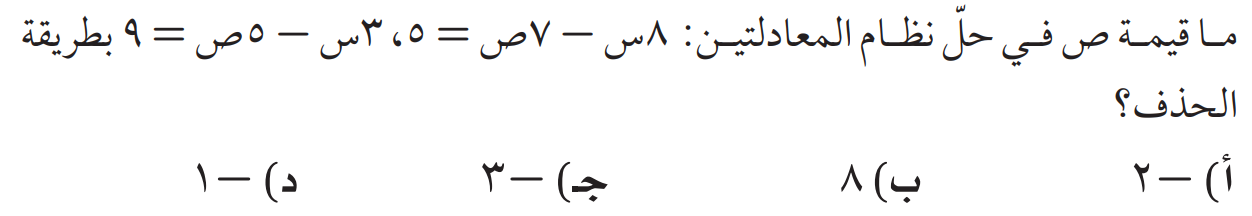 ما قيمة ص في حلّ نظام المعادلتين: ٨س − ٧ص = ٥، ٣س − ٥ص = ٩ بطريقة
الحذف؟
أ) −٢ ب) ٨ جـ) −٣ د) −١